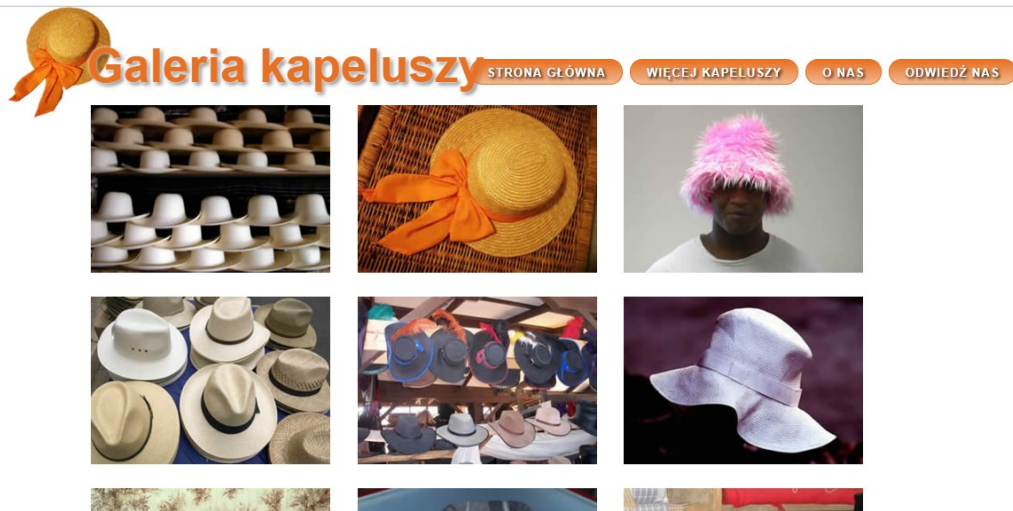 Galeria kapeluszy
STRONA GŁÓWNA
WIĘCEJ KAPELUSZY
O NAS
ODWIEDŹ NAS